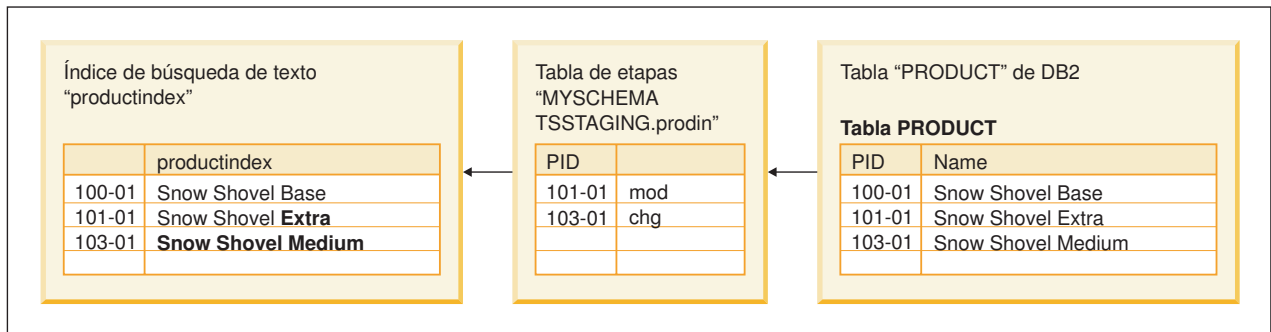 Índice de búsqueda de texto
“productindex”
productindex
100-01 Snow Shovel Base
101-01 Snow Shovel Extra
103-01 Snow Shovel Medium
Tabla de etapas
“MYSCHEMA
TSSTAGING.prodin”
PID
101-01 mod
103-01 chg
Tabla “PRODUCT” de DB2
Tabla PRODUCT
PID Name
100-01 Snow Shovel Base
101-01 Snow Shovel Extra
103-01 Snow Shovel Medium